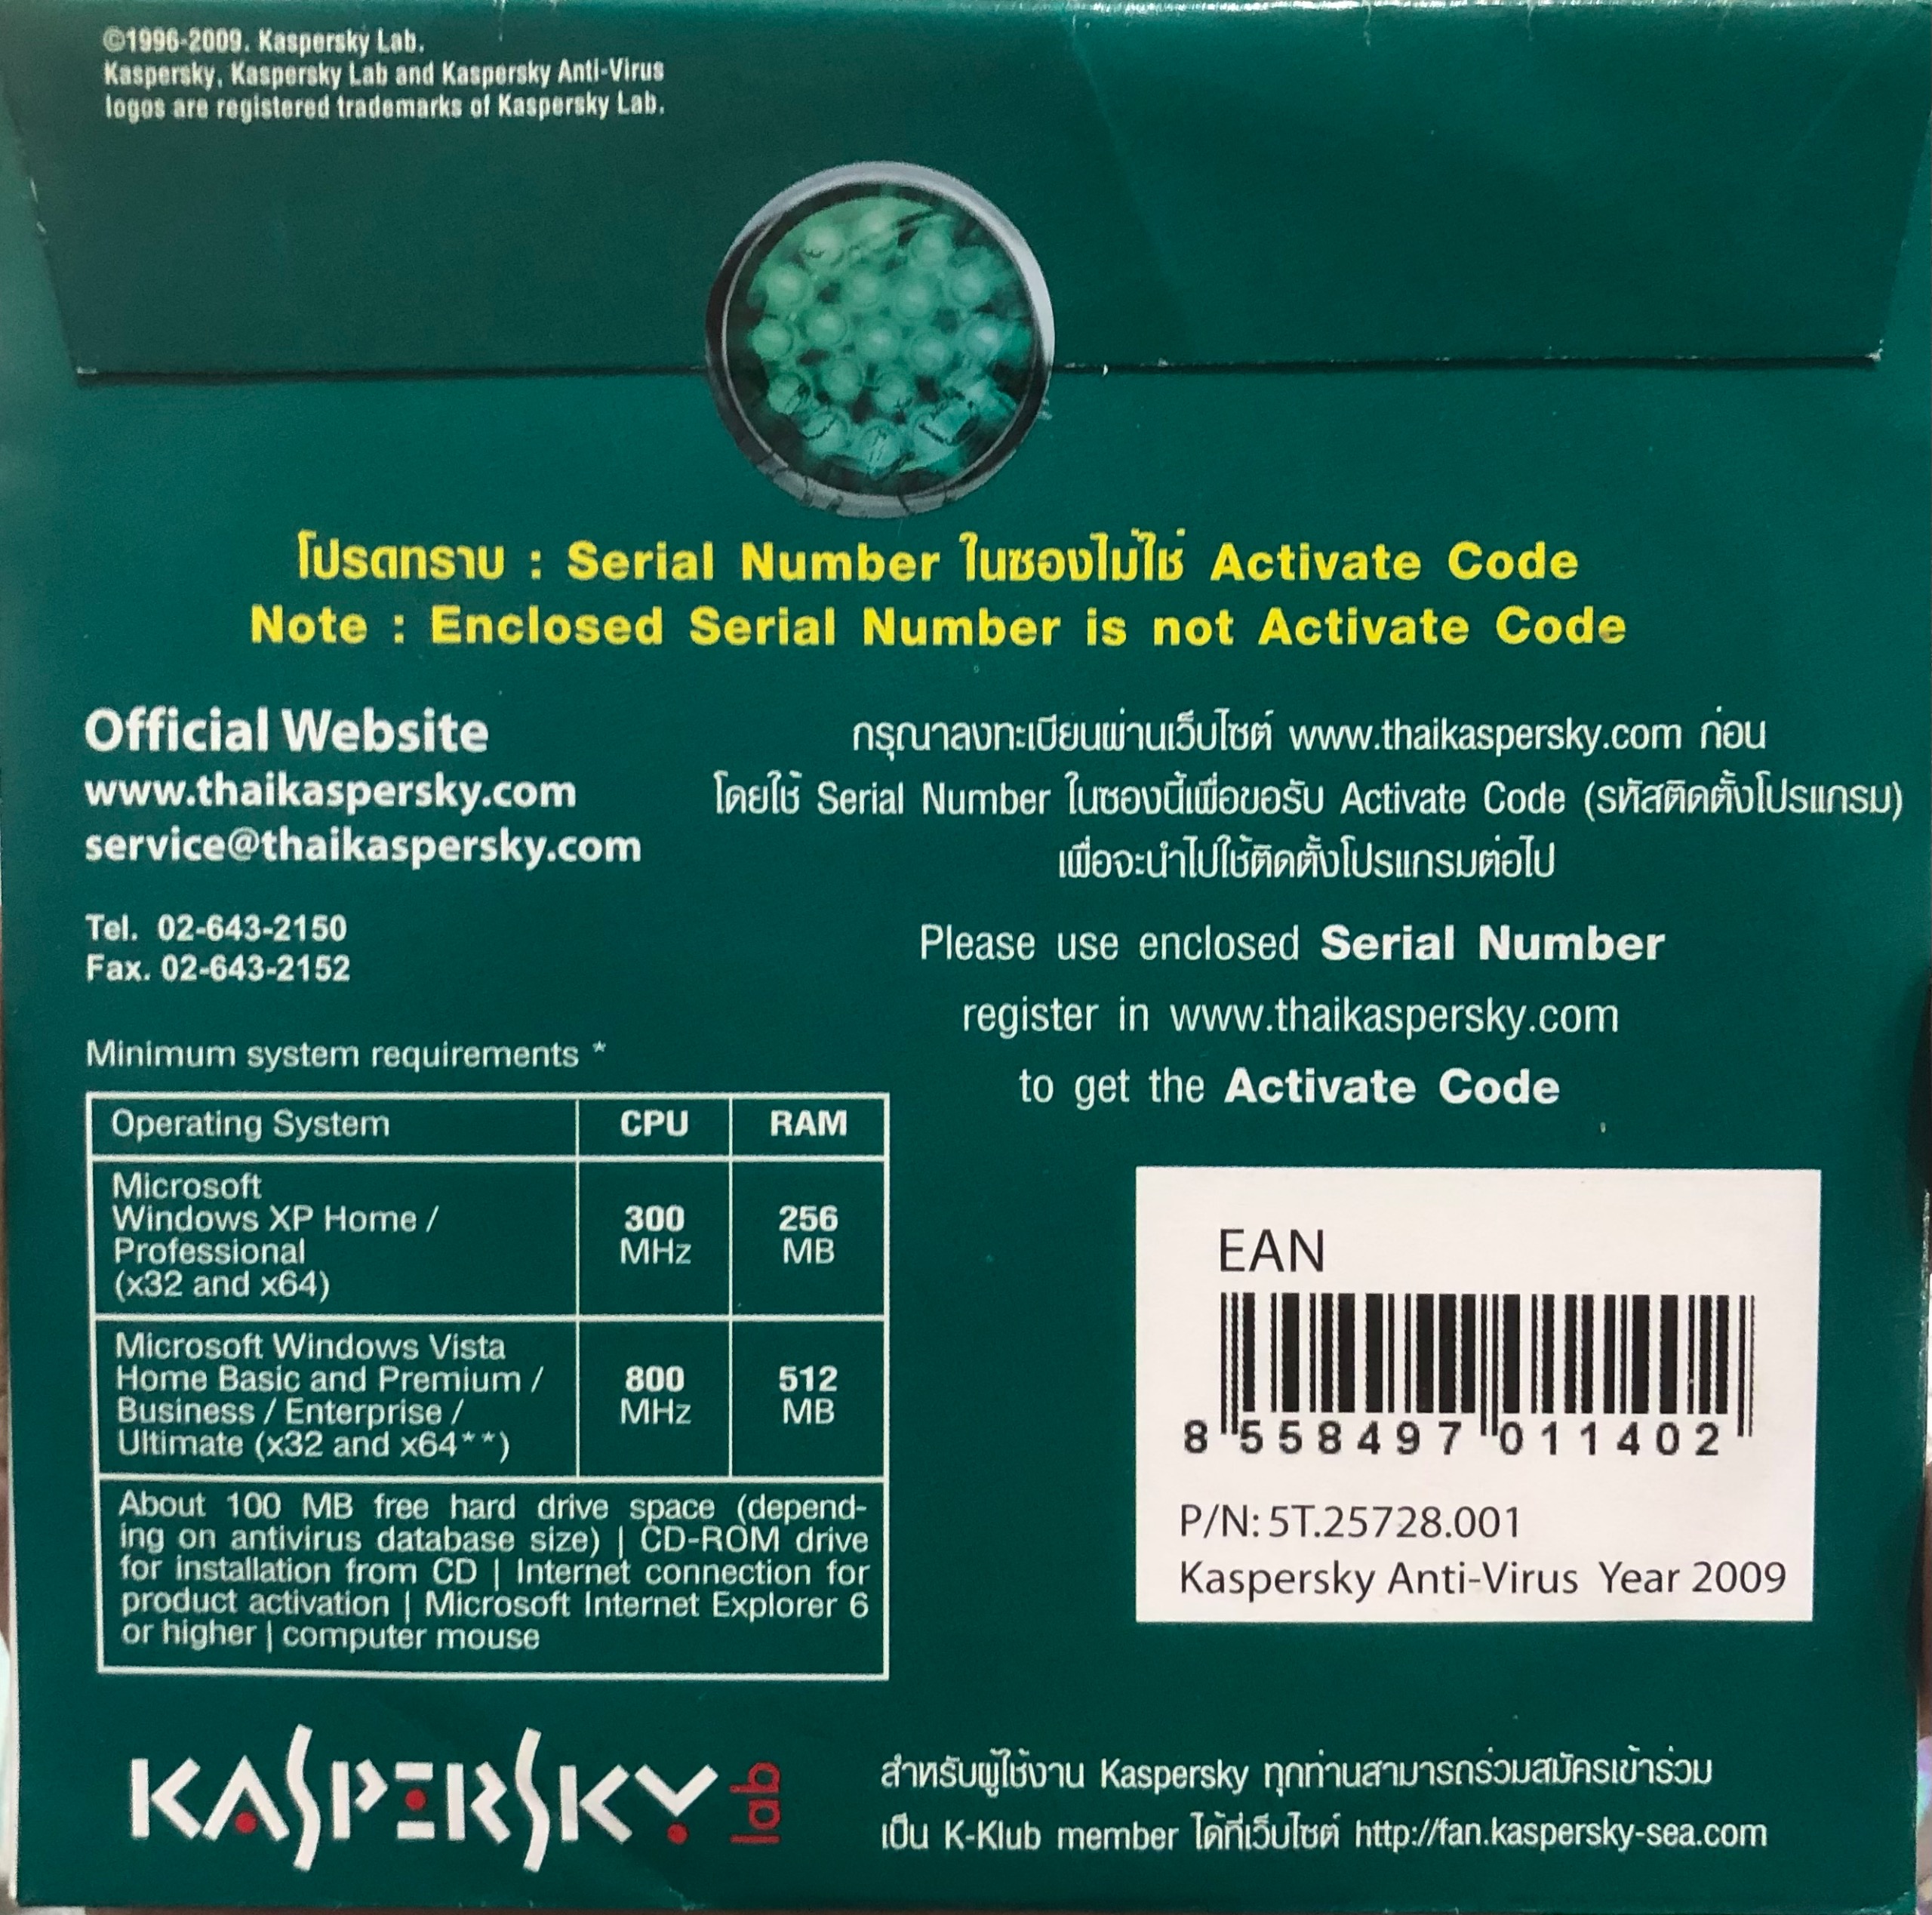 ©1996-2009. Kaspersky Lab.
Kaspersky, Kaspersky Lab and Kaspersky Anti-Virus
logos are registered trademarks of Kaspersky Lab.
โปรดทราบ : Serial Number ในซองไม่ใช่ Activate Code
Note : Enclosed Serial Number is not Activate Code
Official Website
www.thaikaspersky.com
service@thaikaspersky.com
Tel. 02-643-2150
Fax. 02-643-2152
กรุณาลงทะเบียนผ่านเว็บไซต์ www.thaikaspersky.com ก่อน
โดยใช้ Serial Number ในซองนี้เพื่อขอรับ Activate Code (รหัสติดตั้งโปรแกรม)
เพื่อจะนำไปใช้ติดตั้งโปรแกรมต่อไป
Please use enclosed Serial Number
register in www.thaikaspersky.com
to get the Activate Code
Minimum system requirements *
Operating System CPU RAM
Microsoft
Windows XP Home /
Professional
(x32 and x64)
300
MHz
256
MB
Microsoft Windows Vista
Home Basic and Premium /
Business / Enterprise /
Ultimate (x32 and x64**)
800
MHz
512
MB
About 100 MB free hard drive space (depend-
ing on antivirus database size) | CD-ROM drive
for installation from CD | Internet connection for
product activation | Microsoft Internet Explorer 6
or higher | computer mouse
EAN
8 558497 011402
P/N: 5T.25728.001
Kaspersky Anti-Virus Year 2009
KASPERSKY lab
สำหรับผู้ใช้งาน Kaspersky ทุกท่านสามารถร่วมสมัครเข้าร่วม
เป็น K-Klub member ได้ที่เว็บไซต์ http://fan.kaspersky-sea.com